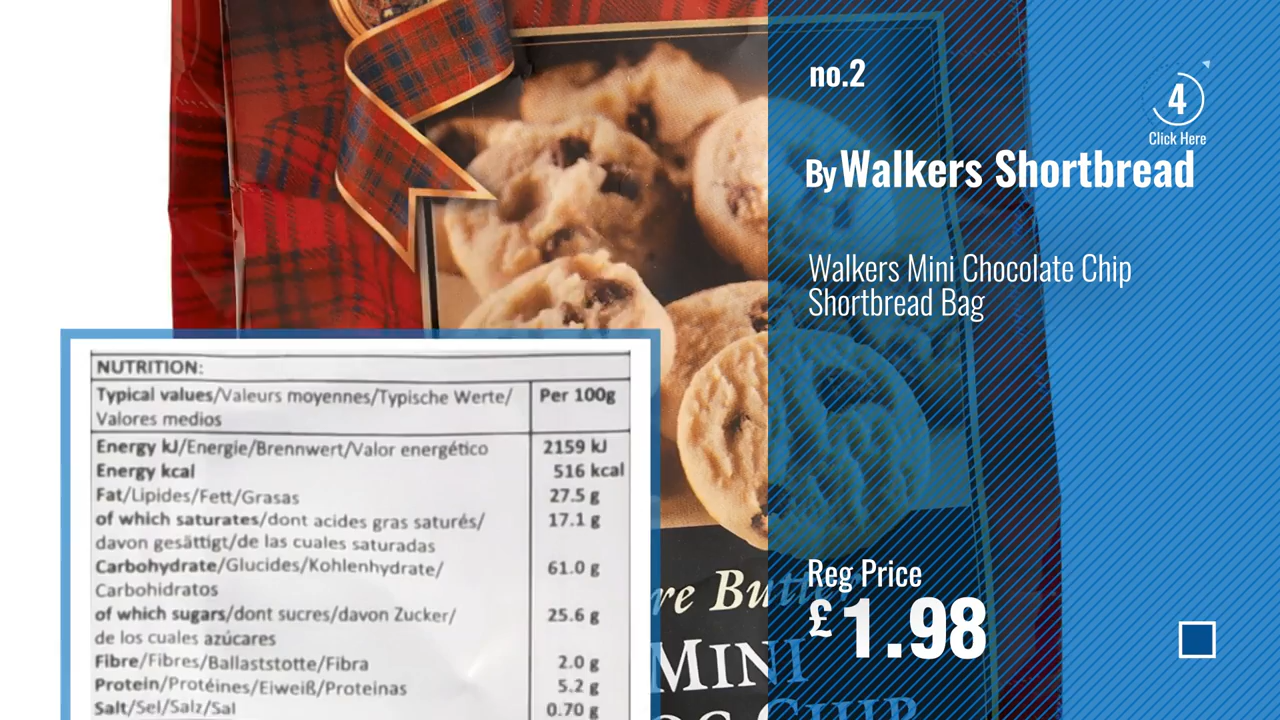 no.2
4
Click Here
By Walkers Shortbread
Walkers Mini Chocolate Chip
Shortbread Bag
Reg Price
£1.98
NUTRITION:
Typical values/Valeurs moyennes/Typische Werte/ Per 100g
Valores medios
Energy kJ/Energie/Brennwert/Valor energético 2159 kJ
Energy kcal 516 kcal
Fat/Lipides/Fett/Grasas 27.5 g
of which saturates/dont acides gras saturés/ 17.1 g
davon gesättigt/de las cuales saturadas
Carbohydrate/Glucides/Kohlenhydrate/ 61.0 g
Carbohidratos
of which sugars/dont sucres/davon Zucker/ 25.6 g
de los cuales azúcares
Fibre/Fibres/Ballaststotte/Fibra 2.0 g
Protein/Protéines/Eiweiß/Proteinas 5.2 g
Salt/Sel/Salz/Sal 0.70 g
re Butter
MINI
OC CHIP